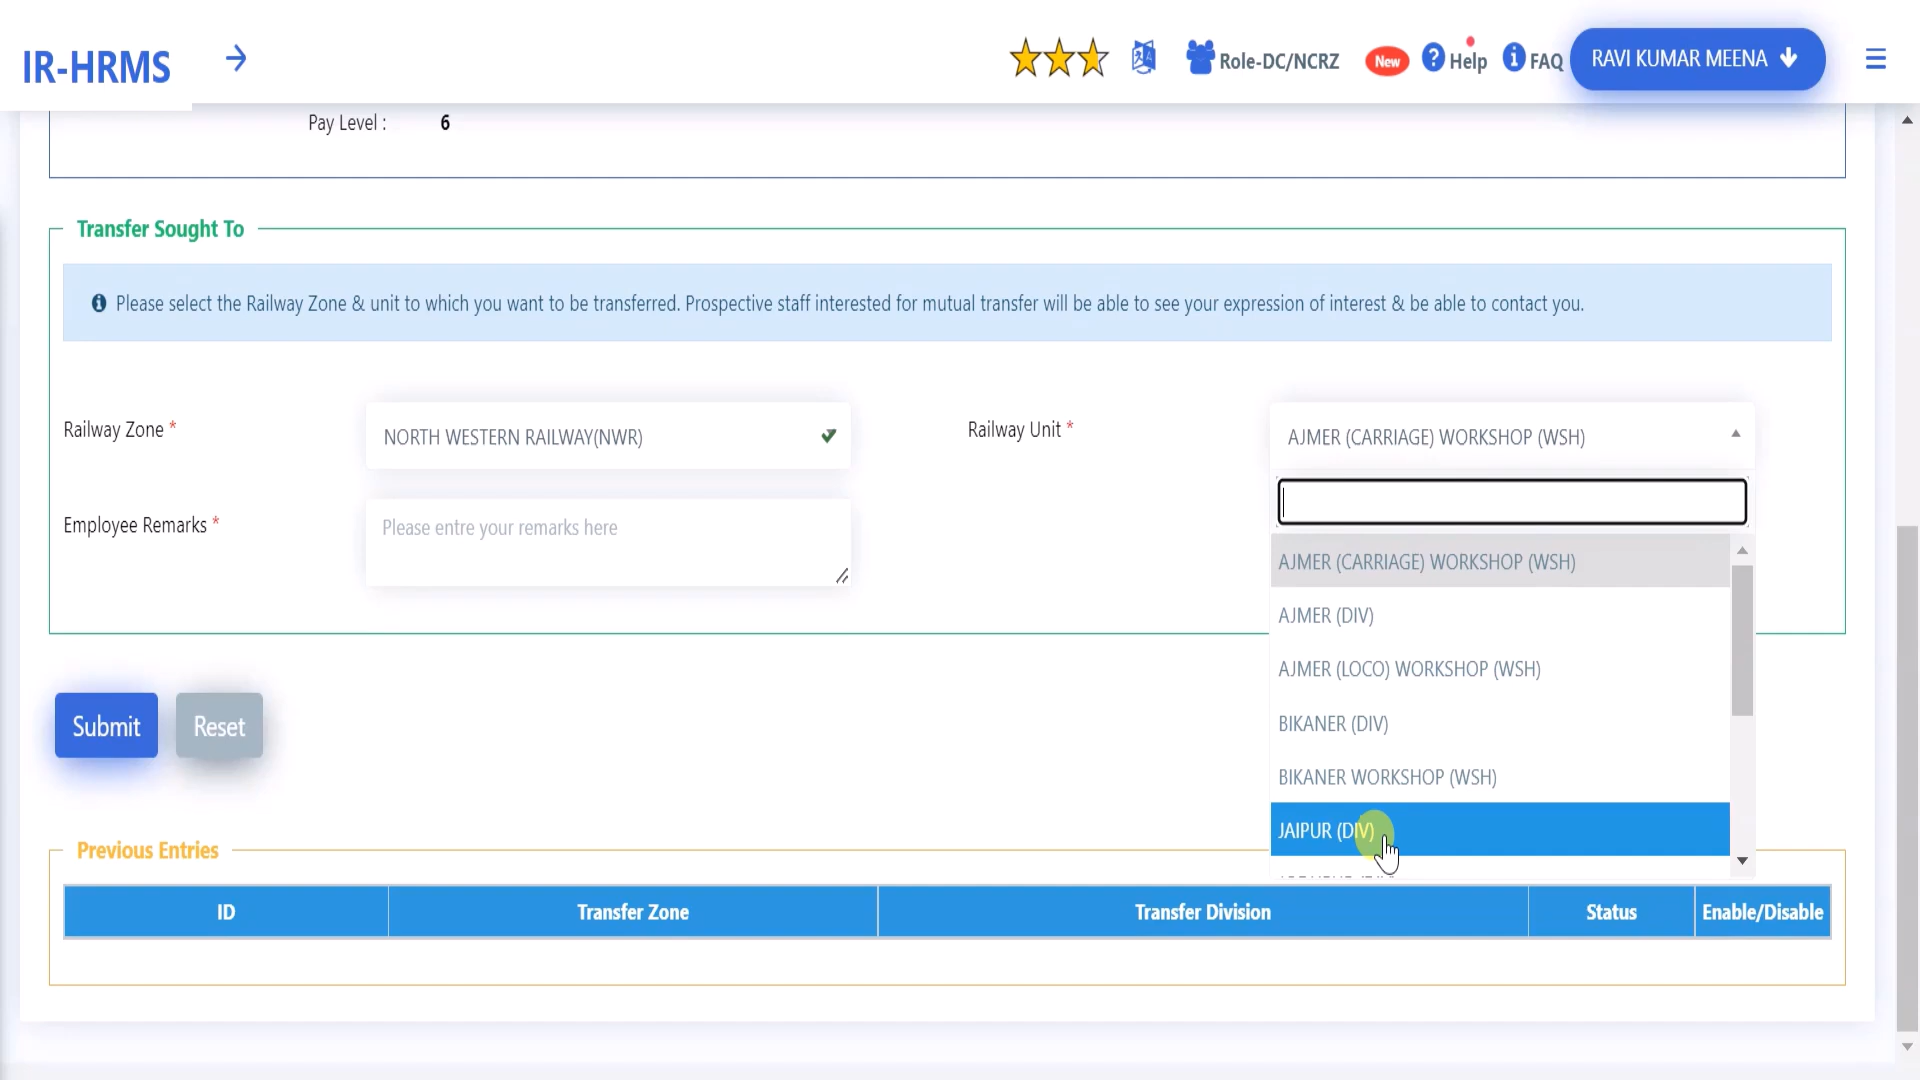 IR-HRMS
Role-DC/NCRZ
New
Help
FAQ
RAVI KUMAR MEENA
Pay Level :
6
Transfer Sought To
Please select the Railway Zone & unit to which you want to be transferred. Prospective staff interested for mutual transfer will be able to see your expression of interest & be able to contact you.
Railway Zone *
NORTH WESTERN RAILWAY(NWR)
Railway Unit *
AJMER (CARRIAGE) WORKSHOP (WSH)
Employee Remarks *
Please entre your remarks here
AJMER (CARRIAGE) WORKSHOP (WSH)
AJMER (DIV)
AJMER (LOCO) WORKSHOP (WSH)
BIKANER (DIV)
BIKANER WORKSHOP (WSH)
JAIPUR (DIV)
Submit
Reset
Previous Entries
ID
Transfer Zone
Transfer Division
Status
Enable/Disable